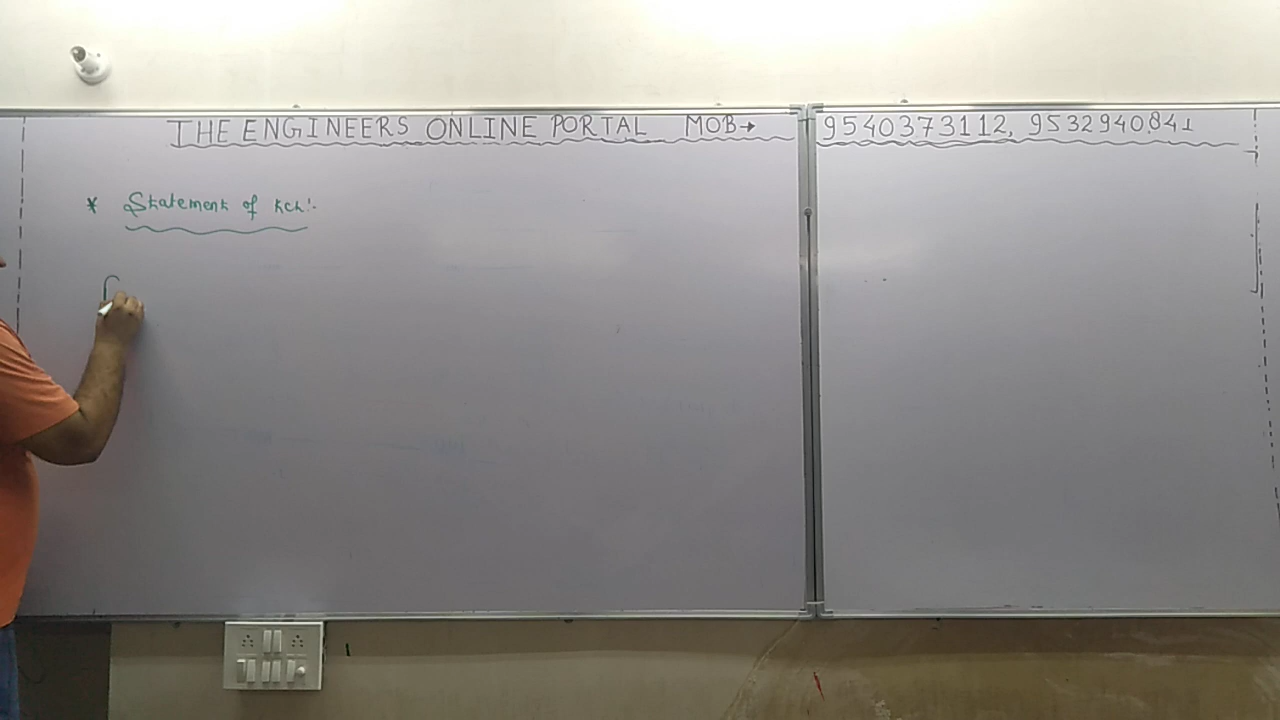 THE ENGINEERS ONLINE PORTAL MOB→ 9540373112, 9532940841
* Statement of KCL:-